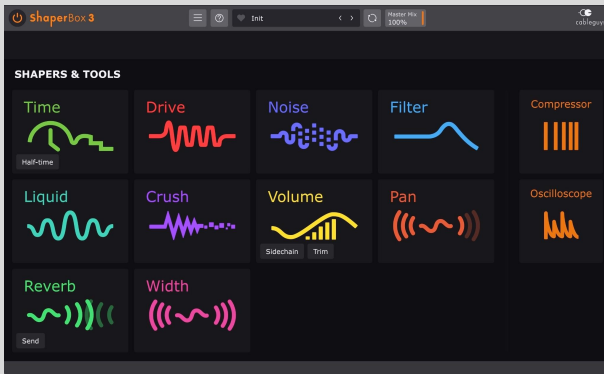 ShaperBox 3
Init
Master Mix
100%
cableguys
SHAPERS & TOOLS
Time
Drive
Noise
Filter
Compressor
Half-time
Liquid
Crush
Volume
Pan
Oscilloscope
Sidechain
Trim
Reverb
Width
Send